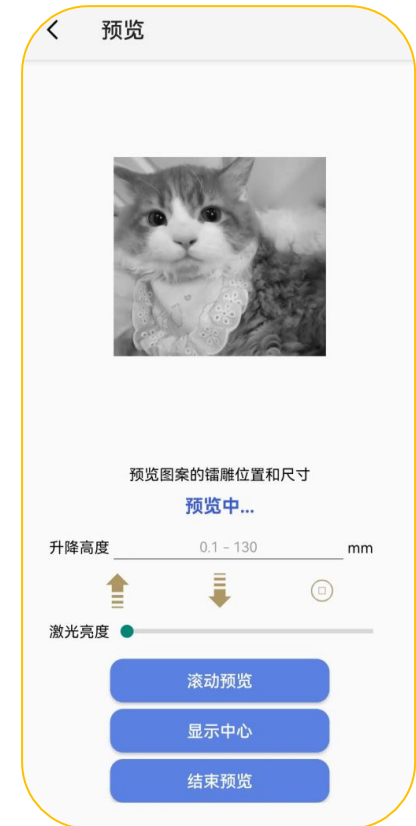 预览
预览图案的镭雕位置和尺寸
预览中...
升降高度 0.1 - 130 mm
激光亮度
滚动预览
显示中心
结束预览